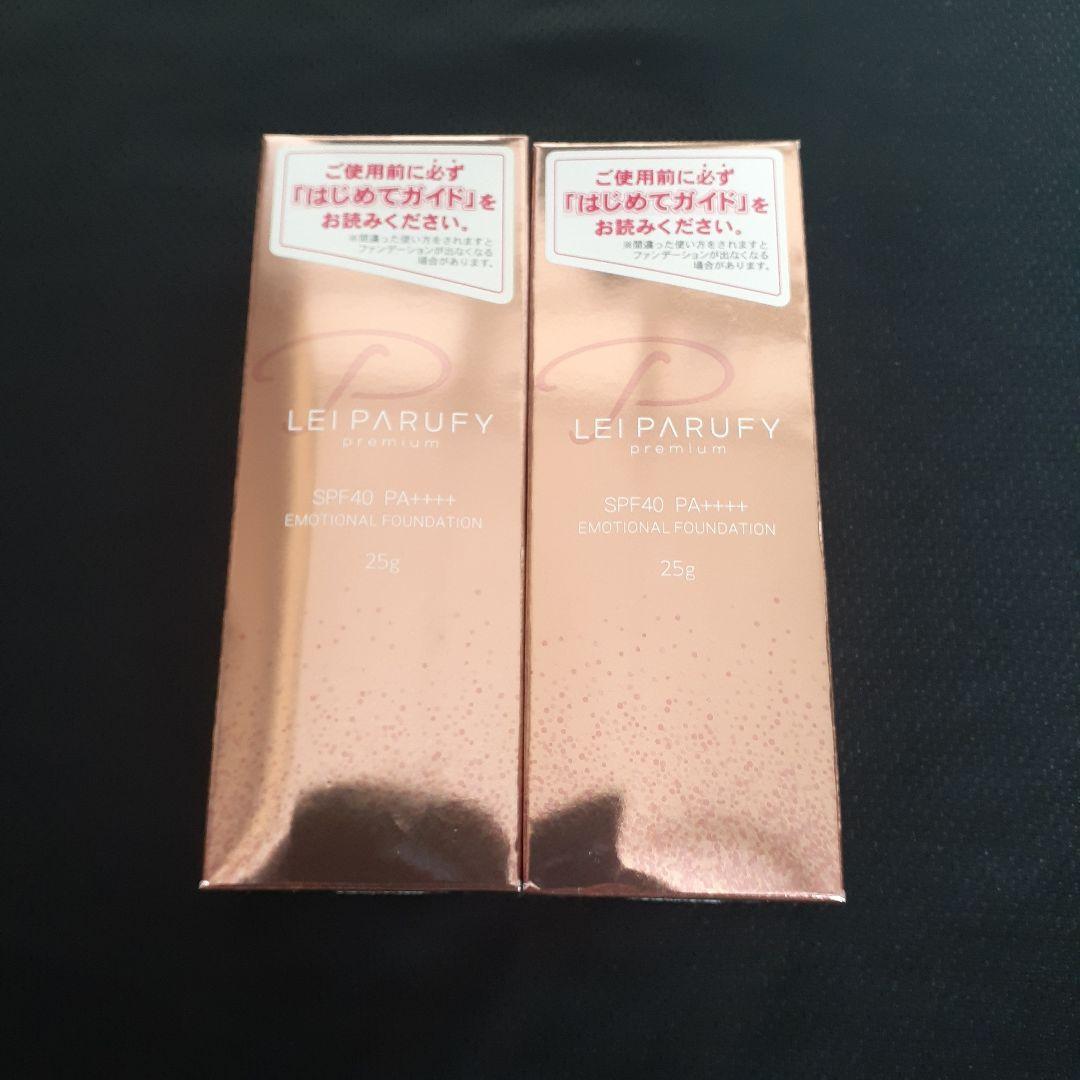 ご使用前に必ず
「はじめてガイド」を
お読みください。
※間違った使い方をされますと
ファンデーションが出なくなる
場合があります。
P
LEI PARUFY
premium
SPF40 PA++++
EMOTIONAL FOUNDATION
25g
ご使用前に必ず
「はじめてガイド」を
お読みください。
※間違った使い方をされますと
ファンデーションが出なくなる
場合があります。
P
LEI PARUFY
premium
SPF40 PA++++
EMOTIONAL FOUNDATION
25g